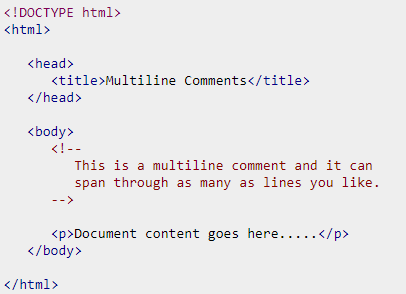 <!DOCTYPE html>
<html>
<head>
<title>Multiline Comments</title>
</head>
<body>
<!--
This is a multiline comment and it can
span through as many as lines you like.
-->
<p>Document content goes here.....</p>
</body>
</html>